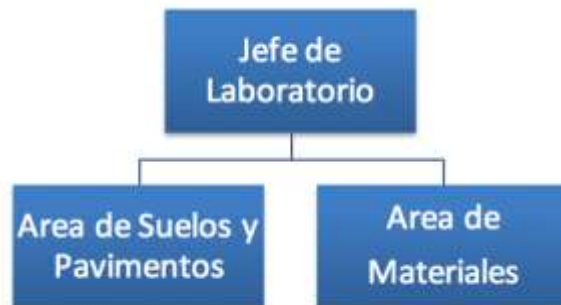 Jefe de
Laboratorio
Area de Suelos y
Pavimentos
Area de
Materiales